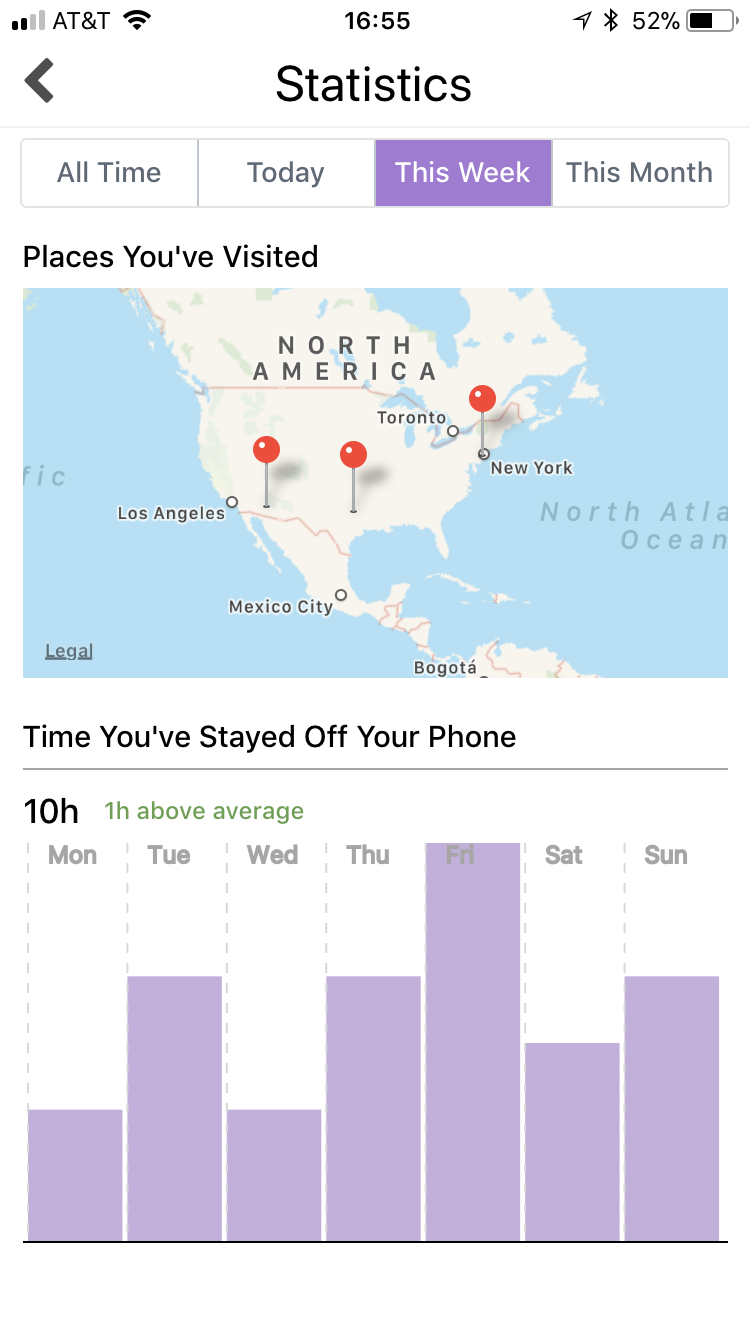 AT&T 16:55 52%
Statistics
All Time Today This Week This Month
Places You've Visited
NORTH
AMERICA
Toronto
New York
fic
Los Angeles
North Atla
Ocean
Mexico City
Legal
Bogotá
Time You've Stayed Off Your Phone
10h 1h above average
Mon Tue Wed Thu Fri Sat Sun